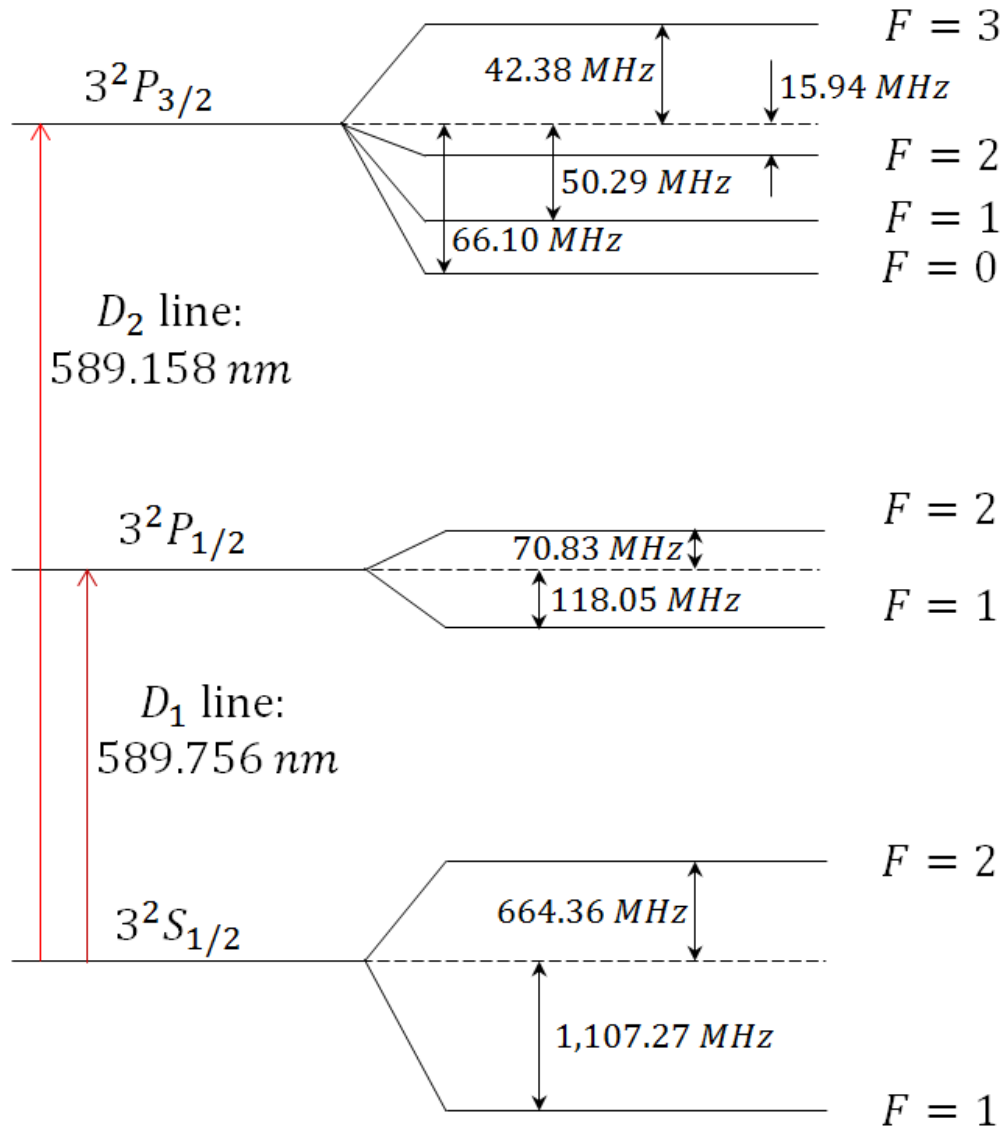 F = 3
42.38 MHz
15.94 MHz
3²P₃/₂
F = 2
50.29 MHz
F = 1
66.10 MHz
F = 0
D₂ line:
589.158 nm
F = 2
3²P₁/₂
70.83 MHz
118.05 MHz
F = 1
D₁ line:
589.756 nm
F = 2
664.36 MHz
3²S₁/₂
1,107.27 MHz
F = 1